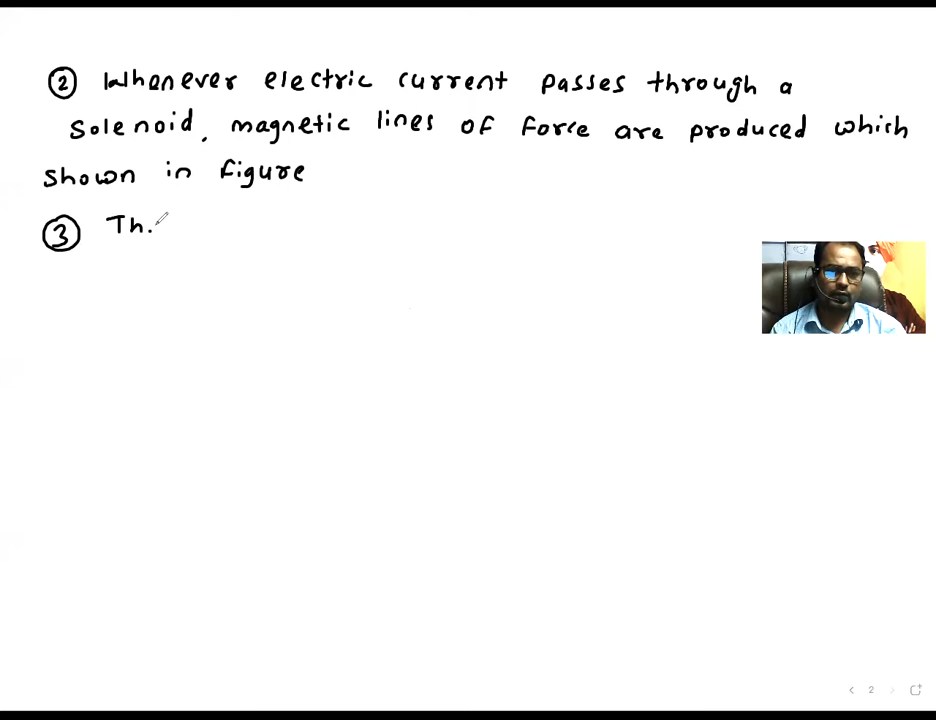 ② Whenever electric current passes through a
solenoid, magnetic lines of force are produced which
shown in figure
③ Th.
2